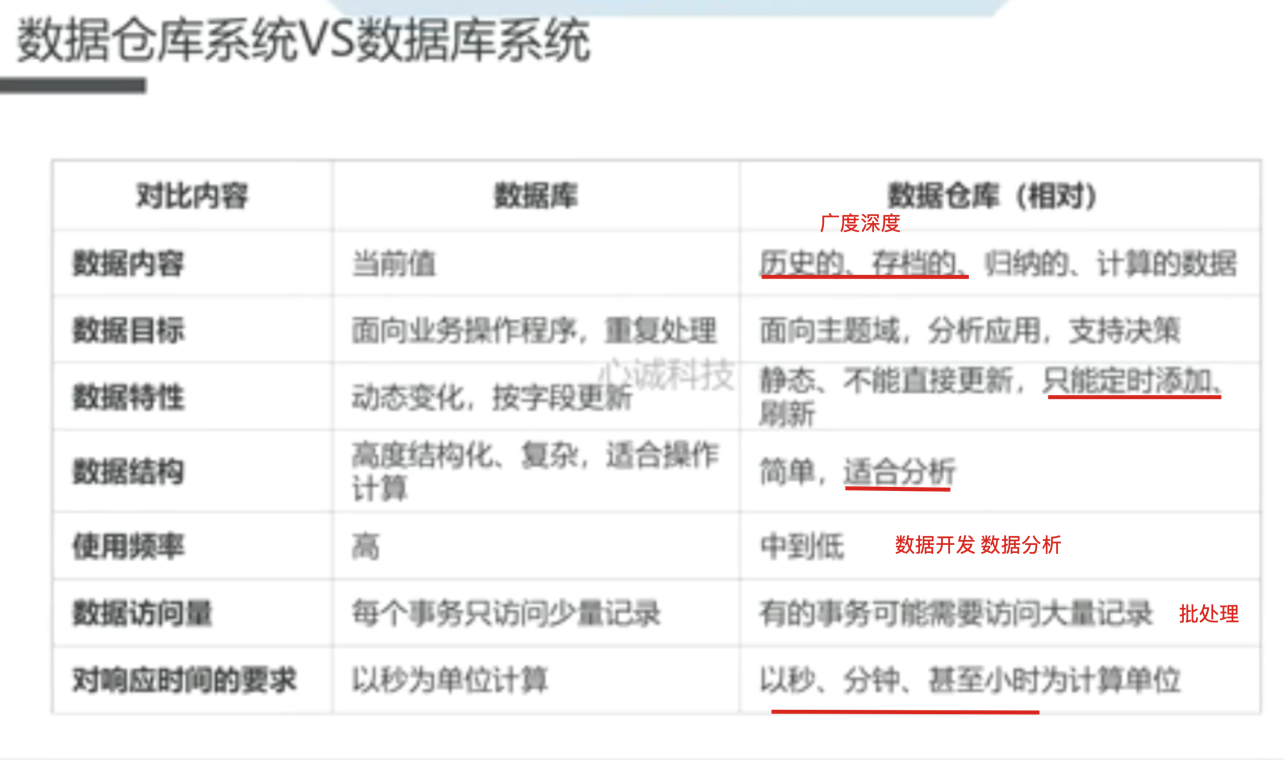 数据仓库系统VS数据库系统
对比内容
数据库
数据仓库（相对）
广度深度
数据内容
当前值
历史的、存档的、归纳的、计算的数据
数据目标
面向业务操作程序，重复处理
面向主题域，分析应用，支持决策
心诚科技
数据特性
动态变化，按字段更新
静态、不能直接更新，只能定时添加、
刷新
数据结构
高度结构化、复杂，适合操作
计算
简单，适合分析
使用频率
高
中到低
数据开发 数据分析
数据访问量
每个事务只访问少量记录
有的事务可能需要访问大量记录
批处理
对响应时间的要求
以秒为单位计算
以秒、分钟、甚至小时为计算单位